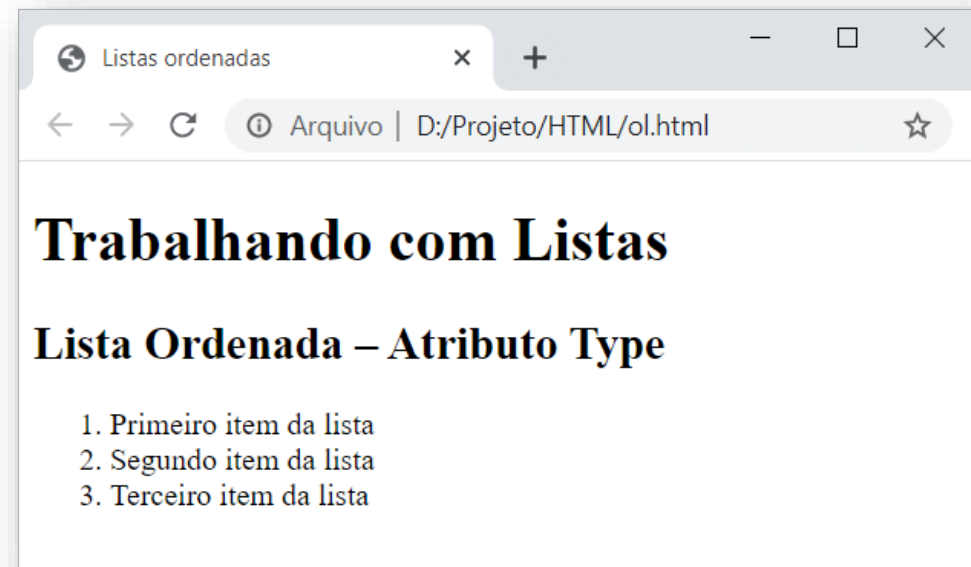 Listas ordenadas
Arquivo | D:/Projeto/HTML/ol.html
Trabalhando com Listas
Lista Ordenada – Atributo Type
1. Primeiro item da lista
2. Segundo item da lista
3. Terceiro item da lista